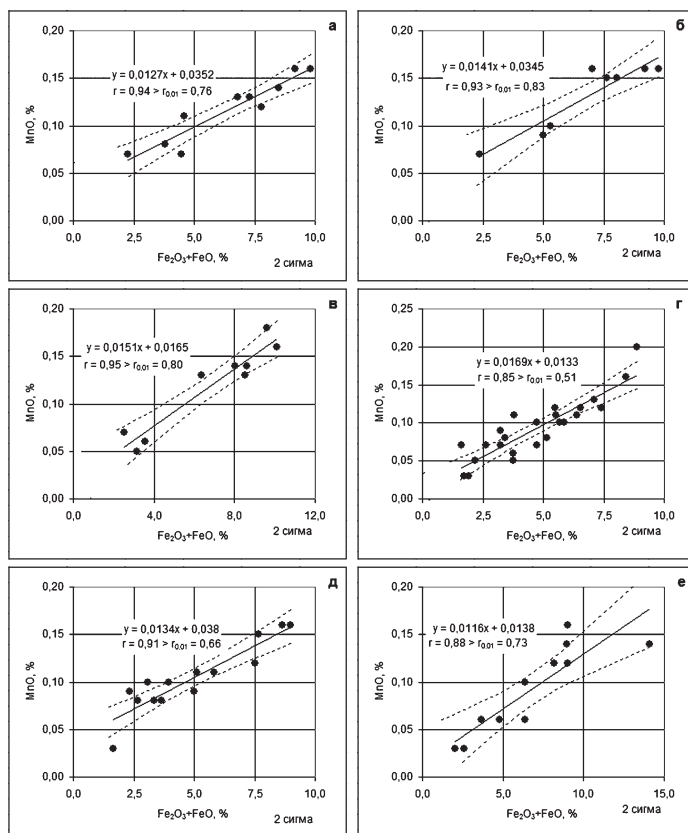 а
MnO, %
0,20
0,15
0,10
0,05
0,00
y = 0,0127x + 0,0352
r = 0,94 > r0.01 = 0,76
0,0 2,5 5,0 7,5 10,0
Fe2O3+FeO, %
2 сигма
б
MnO, %
0,20
0,15
0,10
0,05
0,00
y = 0,0141x + 0,0345
r = 0,93 > r0.01 = 0,83
0,0 2,5 5,0 7,5 10,0
Fe2O3+FeO, %
2 сигма
в
MnO, %
0,20
0,15
0,10
0,05
0,00
y = 0,0151x + 0,0165
r = 0,95 > r0.01 = 0,80
0,0 4,0 8,0 12,0
Fe2O3+FeO, %
2 сигма
г
MnO, %
0,25
0,20
0,15
0,10
0,05
0,00
y = 0,0169x + 0,0133
r = 0,85 > r0.01 = 0,51
0,0 2,5 5,0 7,5 10,0
Fe2O3+FeO, %
2 сигма
д
MnO, %
0,20
0,15
0,10
0,05
0,00
y = 0,0134x + 0,038
r = 0,91 > r0.01 = 0,66
0,0 2,5 5,0 7,5 10,0
Fe2O3+FeO, %
2 сигма
е
MnO, %
0,20
0,15
0,10
0,05
0,00
y = 0,0116x + 0,0138
r = 0,88 > r0.01 = 0,73
0,0 5,0 10,0 15,0
Fe2O3+FeO, %
2 сигма